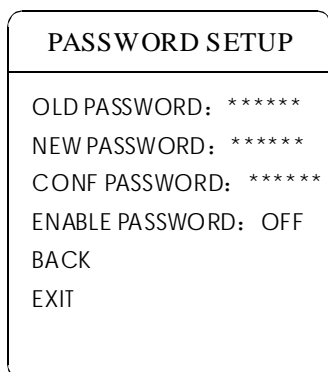 PASSWORD SETUP
OLD PASSWORD：******
NEW PASSWORD：******
CONF PASSWORD：******
ENABLE PASSWORD：OFF
BACK
EXIT